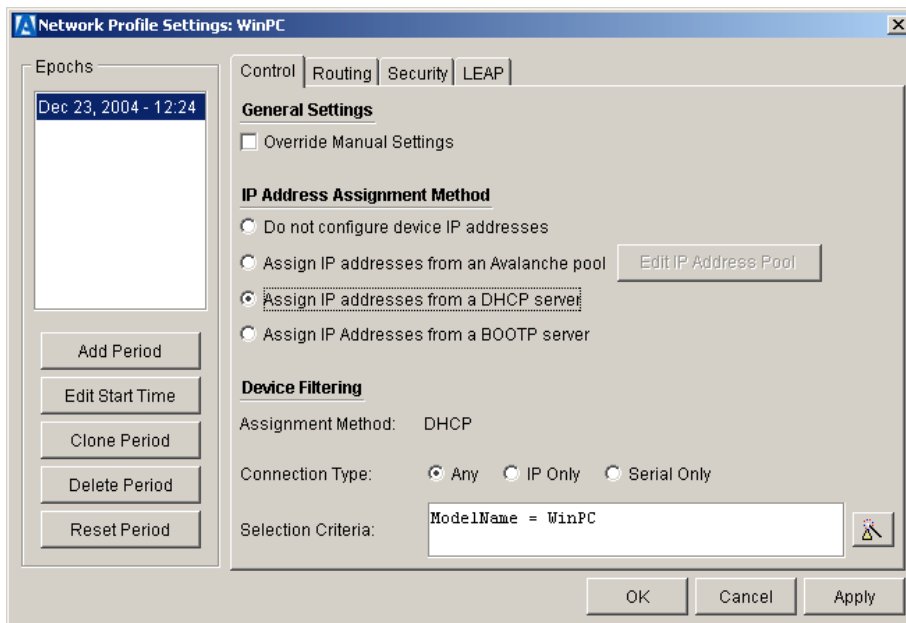 Network Profile Settings: WinPC
Epochs
Dec 23, 2004 - 12:24
Add Period
Edit Start Time
Clone Period
Delete Period
Reset Period
Control Routing Security LEAP
General Settings
Override Manual Settings
IP Address Assignment Method
Do not configure device IP addresses
Assign IP addresses from an Avalanche pool Edit IP Address Pool
Assign IP addresses from a DHCP server
Assign IP Addresses from a BOOTP server
Device Filtering
Assignment Method: DHCP
Connection Type: Any IP Only Serial Only
Selection Criteria: ModelName = WinPC
OK Cancel Apply